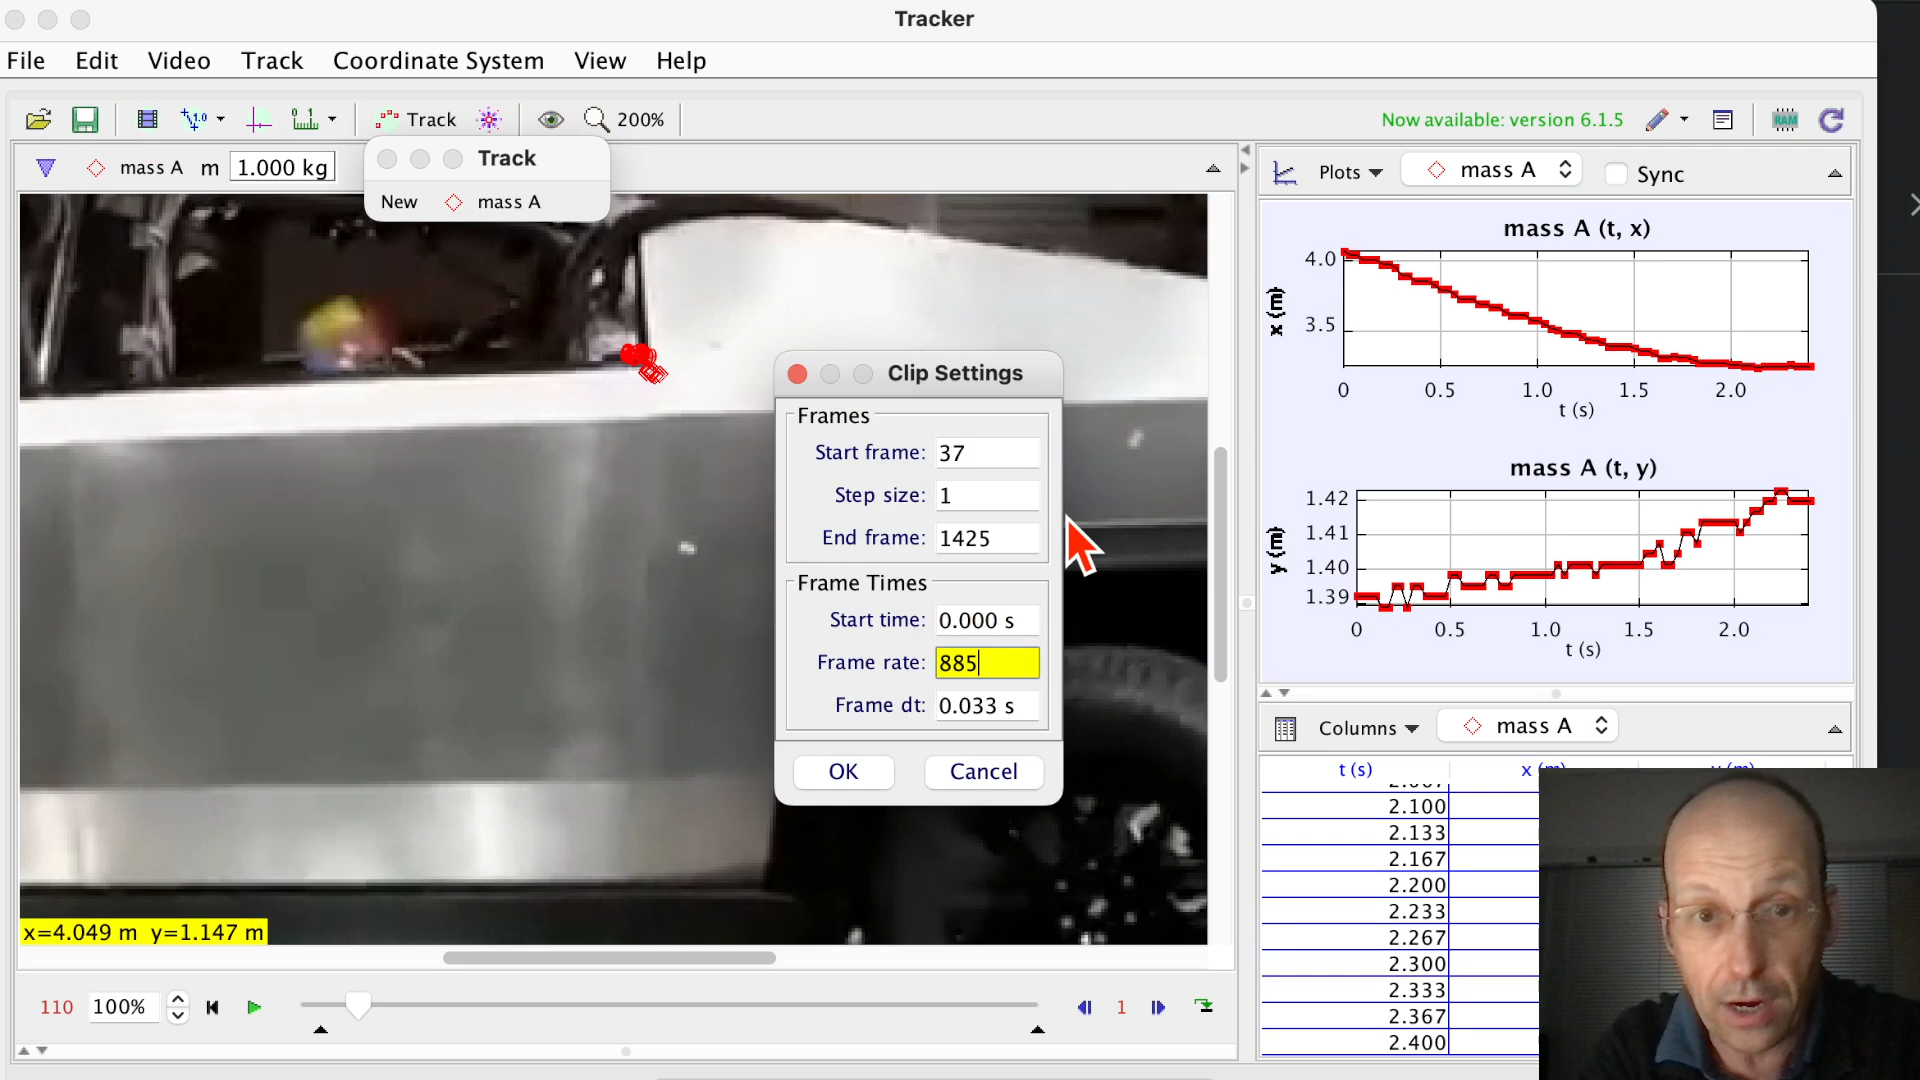 Tracker
File Edit Video Track Coordinate System View Help
Track 200% Now available: version 6.1.5
mass A m 1.000 kg
Track
New mass A
Plots mass A Sync
mass A (t, x)
4.0
3.5
x (m)
0 0.5 1.0 1.5 2.0
t (s)
mass A (t, y)
1.42
1.41
1.40
1.39
y (m)
0 0.5 1.0 1.5 2.0
t (s)
Clip Settings
Frames
Start frame: 37
Step size: 1
End frame: 1425
Frame Times
Start time: 0.000 s
Frame rate: 885
Frame dt: 0.033 s
OK Cancel
Columns mass A
t (s)
2.100
2.133
2.167
2.200
2.233
2.267
2.300
2.333
2.367
2.400
x=4.049 m y=1.147 m
110 100% 1